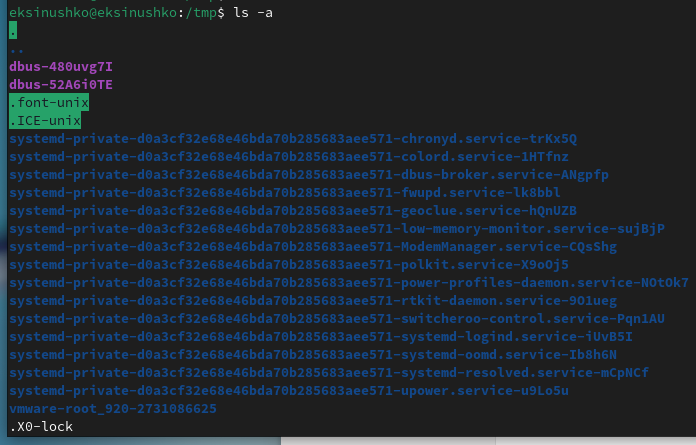 eksinushko@eksinushko:/tmp$ ls -a
.
..
dbus-480uvg7I
dbus-52A6i0TE
.font-unix
.ICE-unix
systemd-private-d0a3cf32e68e46bda70b285683aee571-chronyd.service-trKx5Q
systemd-private-d0a3cf32e68e46bda70b285683aee571-colord.service-1HTfnz
systemd-private-d0a3cf32e68e46bda70b285683aee571-dbus-broker.service-ANgpfp
systemd-private-d0a3cf32e68e46bda70b285683aee571-fwupd.service-lk8bbl
systemd-private-d0a3cf32e68e46bda70b285683aee571-geoclue.service-hQnUZB
systemd-private-d0a3cf32e68e46bda70b285683aee571-low-memory-monitor.service-sujBjP
systemd-private-d0a3cf32e68e46bda70b285683aee571-ModemManager.service-CQsShg
systemd-private-d0a3cf32e68e46bda70b285683aee571-polkit.service-X9oOj5
systemd-private-d0a3cf32e68e46bda70b285683aee571-power-profiles-daemon.service-NOtOk7
systemd-private-d0a3cf32e68e46bda70b285683aee571-rtkit-daemon.service-9O1ueg
systemd-private-d0a3cf32e68e46bda70b285683aee571-switcheroo-control.service-Pqn1AU
systemd-private-d0a3cf32e68e46bda70b285683aee571-systemd-logind.service-iUvB5I
systemd-private-d0a3cf32e68e46bda70b285683aee571-systemd-oomd.service-Ib8h6N
systemd-private-d0a3cf32e68e46bda70b285683aee571-systemd-resolved.service-mCpNCf
systemd-private-d0a3cf32e68e46bda70b285683aee571-upower.service-u9Lo5u
vmware-root_920-2731086625
.X0-lock